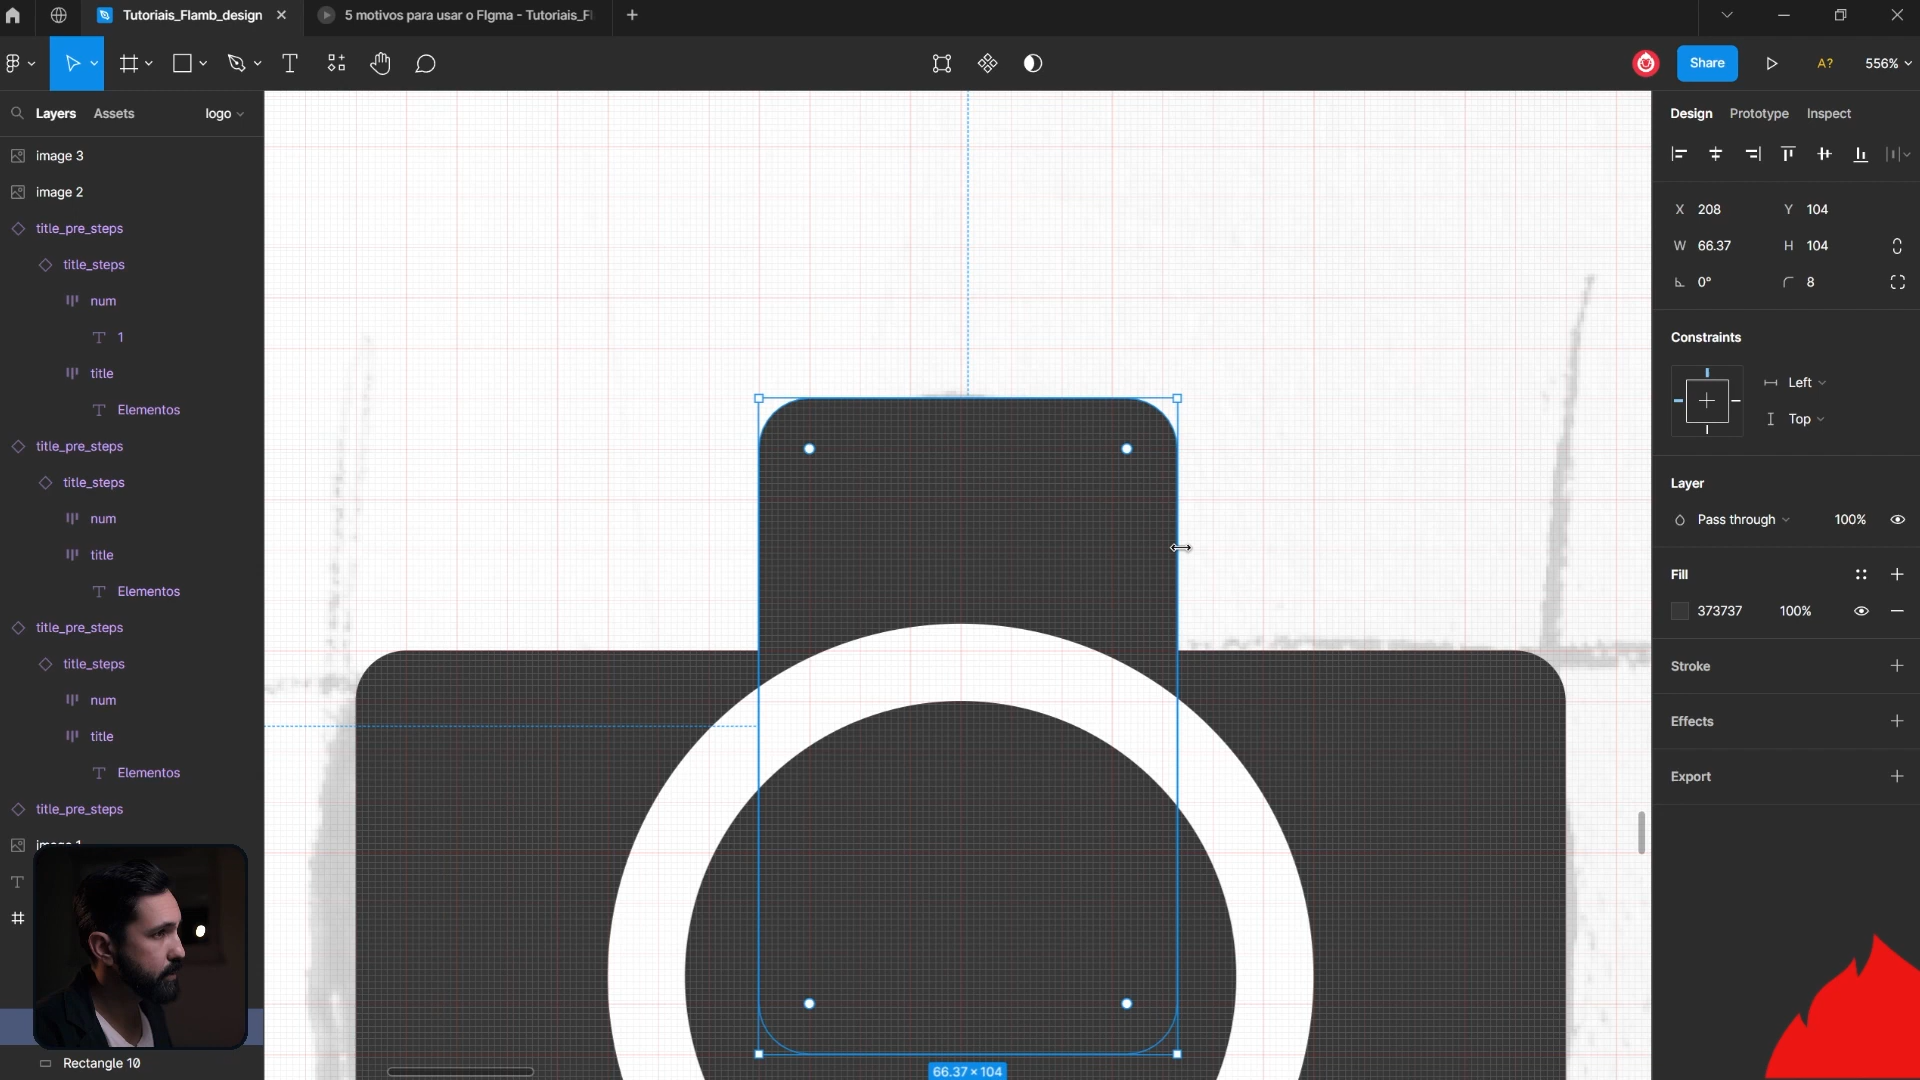 Tutoriais_Flamb_design
5 motivos para usar o FIgma - Tutoriais_Fl
Share
A?
556%
Layers
Assets
logo
Design
Prototype
Inspect
image 3
image 2
title_pre_steps
title_steps
num
1
title
Elementos
title_pre_steps
title_steps
num
title
Elementos
title_pre_steps
title_steps
num
title
Elementos
title_pre_steps
image 1
Rectangle 10
X 208
Y 104
W 66.37
H 104
0°
8
Constraints
Left
Top
Layer
Pass through
100%
Fill
373737
100%
Stroke
Effects
Export
66.37 × 104